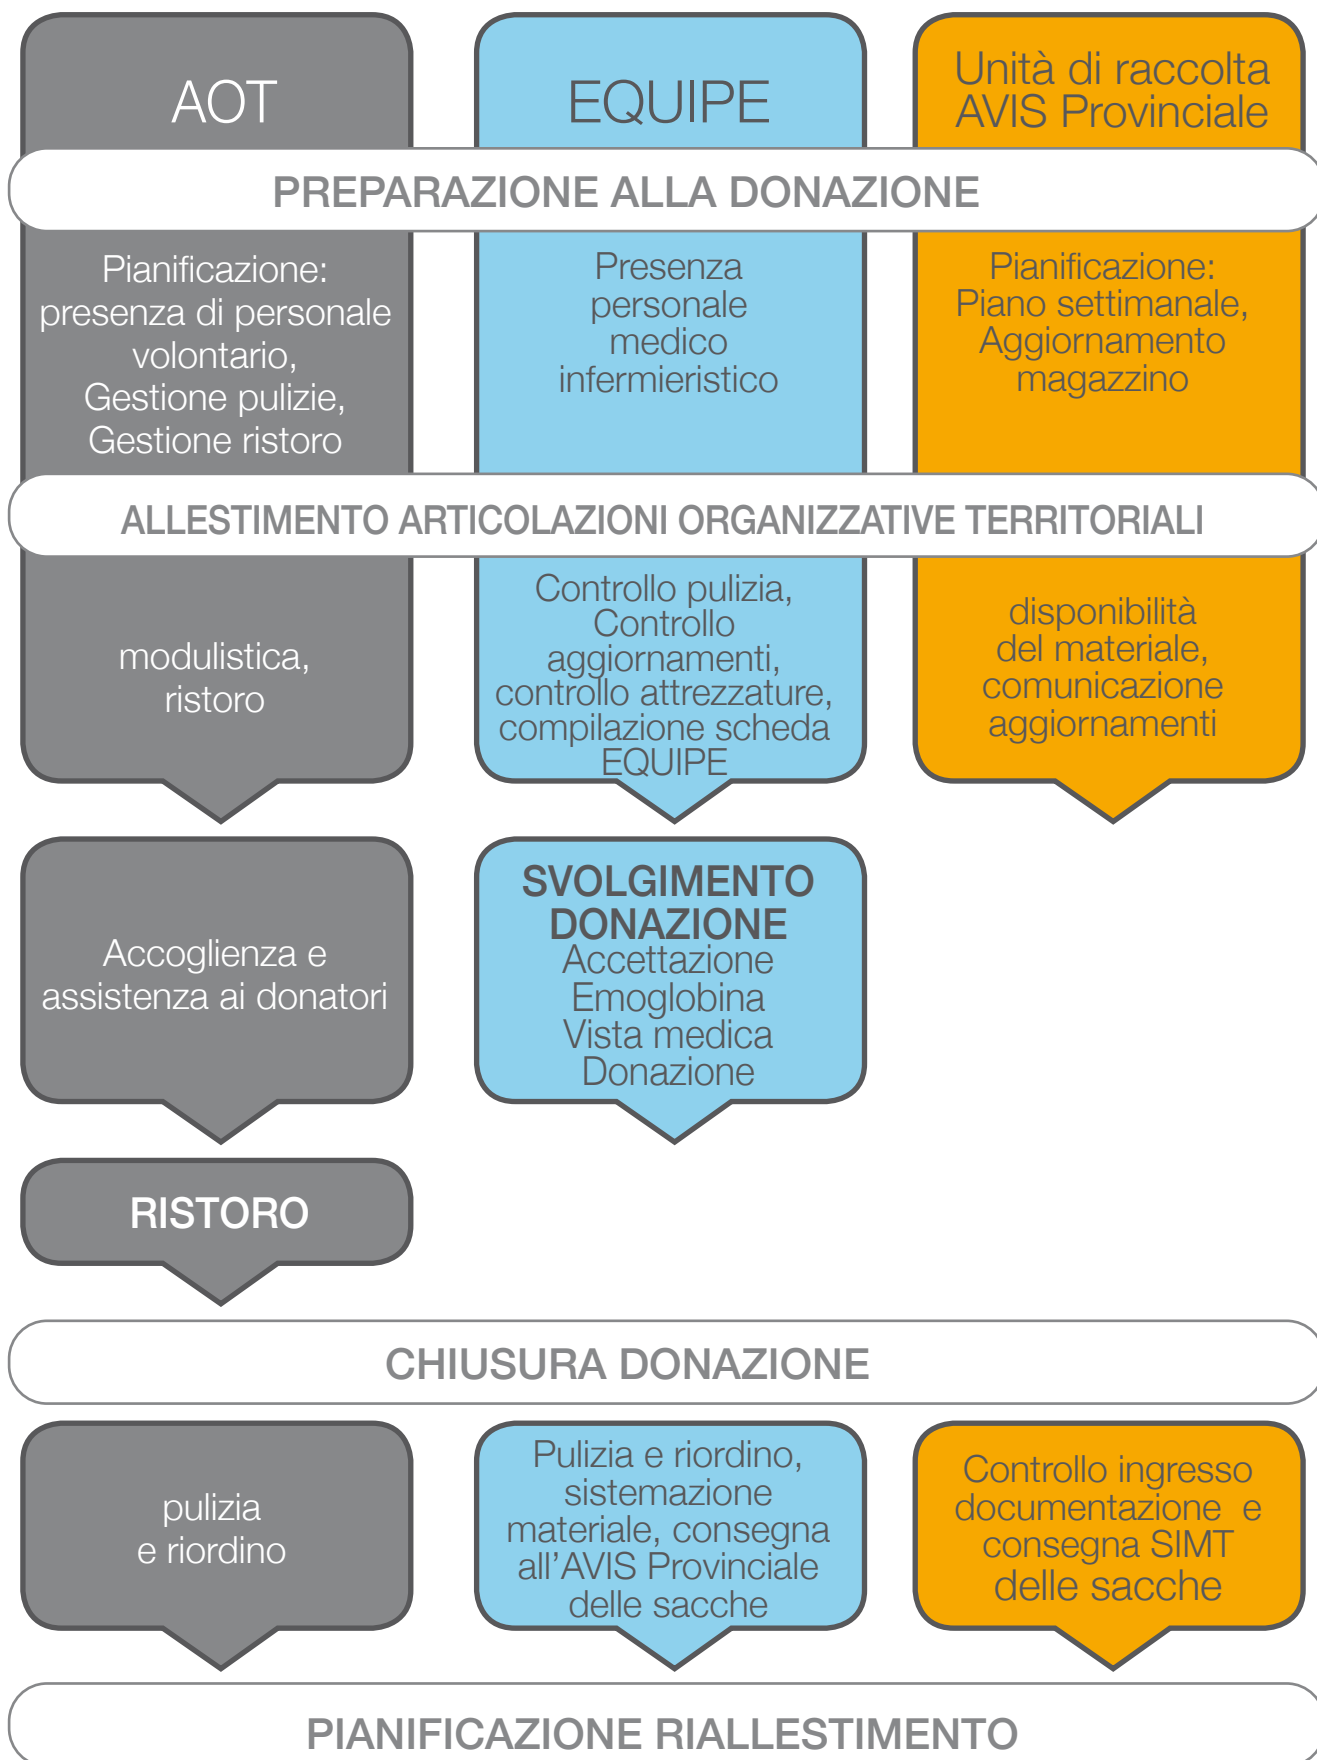 AOT
EQUIPE
Unità di raccolta
AVIS Provinciale
PREPARAZIONE ALLA DONAZIONE
Pianificazione:
presenza di personale
volontario,
Gestione pulizie,
Gestione ristoro
Presenza
personale
medico
infermieristico
Pianificazione:
Piano settimanale,
Aggiornamento
magazzino
ALLESTIMENTO ARTICOLAZIONI ORGANIZZATIVE TERRITORIALI
modulistica,
ristoro
Controllo pulizia,
Controllo
aggiornamenti,
controllo attrezzature,
compilazione scheda
EQUIPE
disponibilità
del materiale,
comunicazione
aggiornamenti
Accoglienza e
assistenza ai donatori
SVOLGIMENTO
DONAZIONE
Accettazione
Emoglobina
Vista medica
Donazione
RISTORO
CHIUSURA DONAZIONE
pulizia
e riordino
Pulizia e riordino,
sistemazione
materiale, consegna
all'AVIS Provinciale
delle sacche
Controllo ingresso
documentazione e
consegna SIMT
delle sacche
PIANIFICAZIONE RIALLESTIMENTO